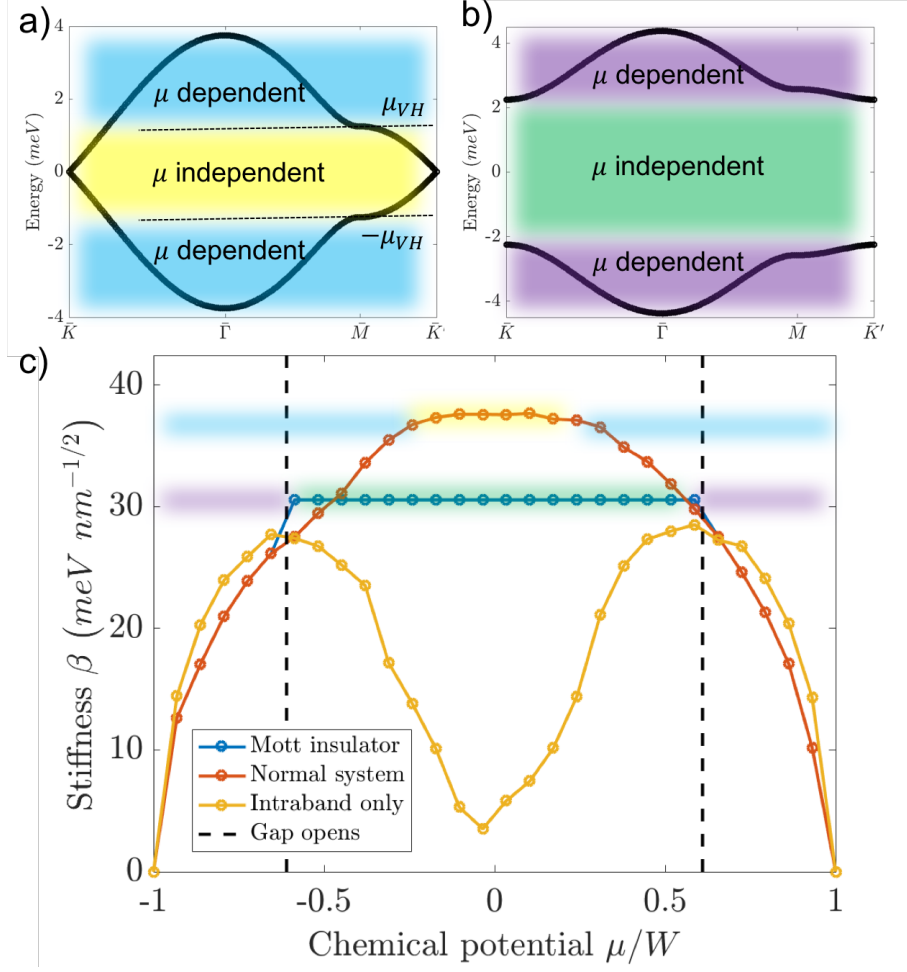 a)
4
2
0
-2
-4
Energy (meV)
μ dependent
μ_VH
μ independent
−μ_VH
μ dependent
K̄
Γ̄
M̄
K̄'
b)
4
2
0
-2
-4
Energy (meV)
μ dependent
μ independent
μ dependent
K̄
Γ̄
M̄
K̄′
c)
40
30
20
10
0
Stiffness β (meV nm^{−1/2})
Mott insulator
Normal system
Intraband only
Gap opens
-1
-0.5
0
0.5
1
Chemical potential μ/W